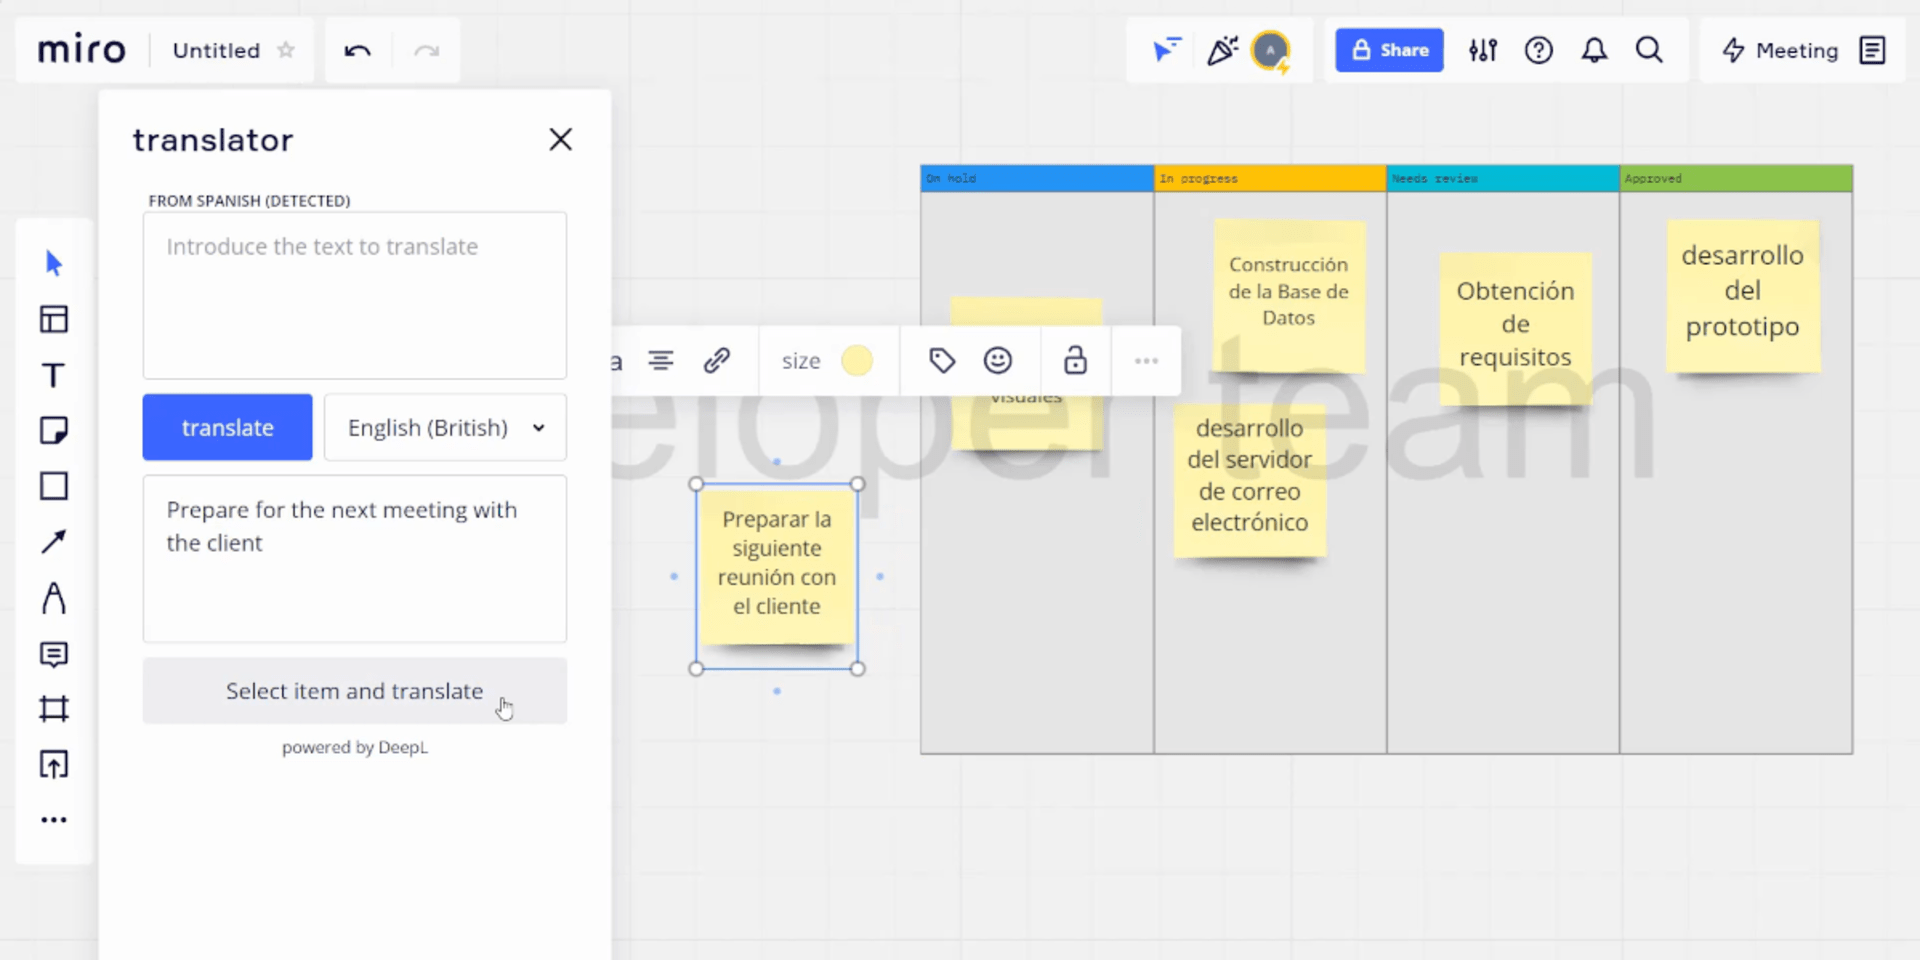 miro
Untitled
A
Share
Meeting
translator
FROM SPANISH (DETECTED)
Introduce the text to translate
translate
English (British)
Prepare for the next meeting with
the client
Select item and translate
powered by DeepL
size
Preparar la
siguiente
reunión con
el cliente
eloper team
On hold
In progress
Needs review
Approved
visuales
Construcción
de la Base de
Datos
desarrollo
del servidor
de correo
electrónico
Obtención
de
requisitos
desarrollo
del
prototipo